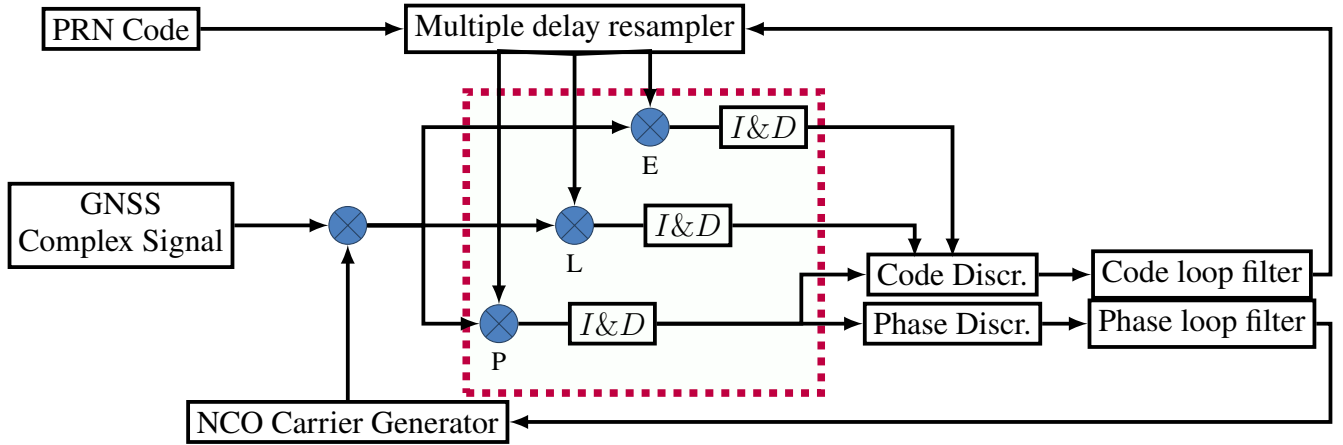 PRN Code
Multiple delay resampler
I&D
E
GNSS
Complex Signal
I&D
L
Code Discr.
Code loop filter
I&D
P
Phase Discr.
Phase loop filter
NCO Carrier Generator